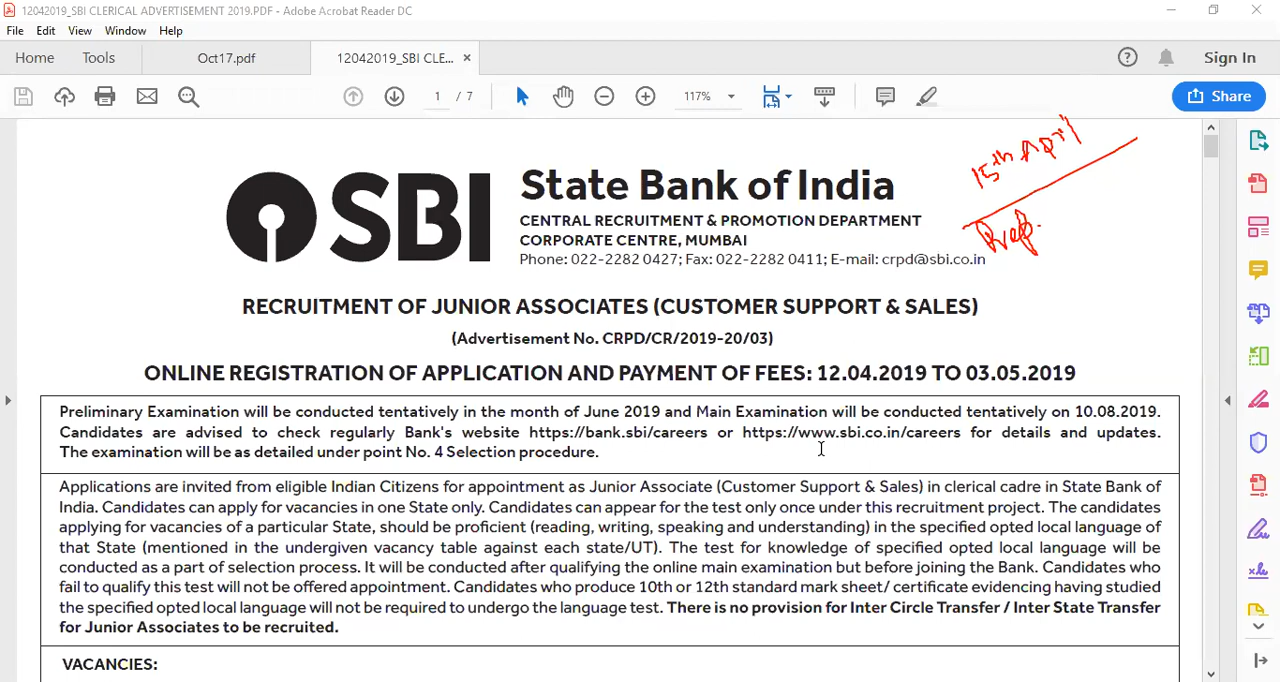 12042019_SBI CLERICAL ADVERTISEMENT 2019.PDF - Adobe Acrobat Reader DC
File Edit View Window Help
Home Tools Oct17.pdf 12042019_SBI CLE... × Sign In
1 / 7 117% Share
15th April
Prep.
SBI
State Bank of India
CENTRAL RECRUITMENT & PROMOTION DEPARTMENT
CORPORATE CENTRE, MUMBAI
Phone: 022-2282 0427; Fax: 022-2282 0411; E-mail: crpd@sbi.co.in
RECRUITMENT OF JUNIOR ASSOCIATES (CUSTOMER SUPPORT & SALES)
(Advertisement No. CRPD/CR/2019-20/03)
ONLINE REGISTRATION OF APPLICATION AND PAYMENT OF FEES: 12.04.2019 TO 03.05.2019
Preliminary Examination will be conducted tentatively in the month of June 2019 and Main Examination will be conducted tentatively on 10.08.2019.
Candidates are advised to check regularly Bank's website https://bank.sbi/careers or https://www.sbi.co.in/careers for details and updates.
The examination will be as detailed under point No. 4 Selection procedure.
Applications are invited from eligible Indian Citizens for appointment as Junior Associate (Customer Support & Sales) in clerical cadre in State Bank of
India. Candidates can apply for vacancies in one State only. Candidates can appear for the test only once under this recruitment project. The candidates
applying for vacancies of a particular State, should be proficient (reading, writing, speaking and understanding) in the specified opted local language of
that State (mentioned in the undergiven vacancy table against each state/UT). The test for knowledge of specified opted local language will be
conducted as a part of selection process. It will be conducted after qualifying the online main examination but before joining the Bank. Candidates who
fail to qualify this test will not be offered appointment. Candidates who produce 10th or 12th standard mark sheet/ certificate evidencing having studied
the specified opted local language will not be required to undergo the language test. There is no provision for Inter Circle Transfer / Inter State Transfer
for Junior Associates to be recruited.
VACANCIES: